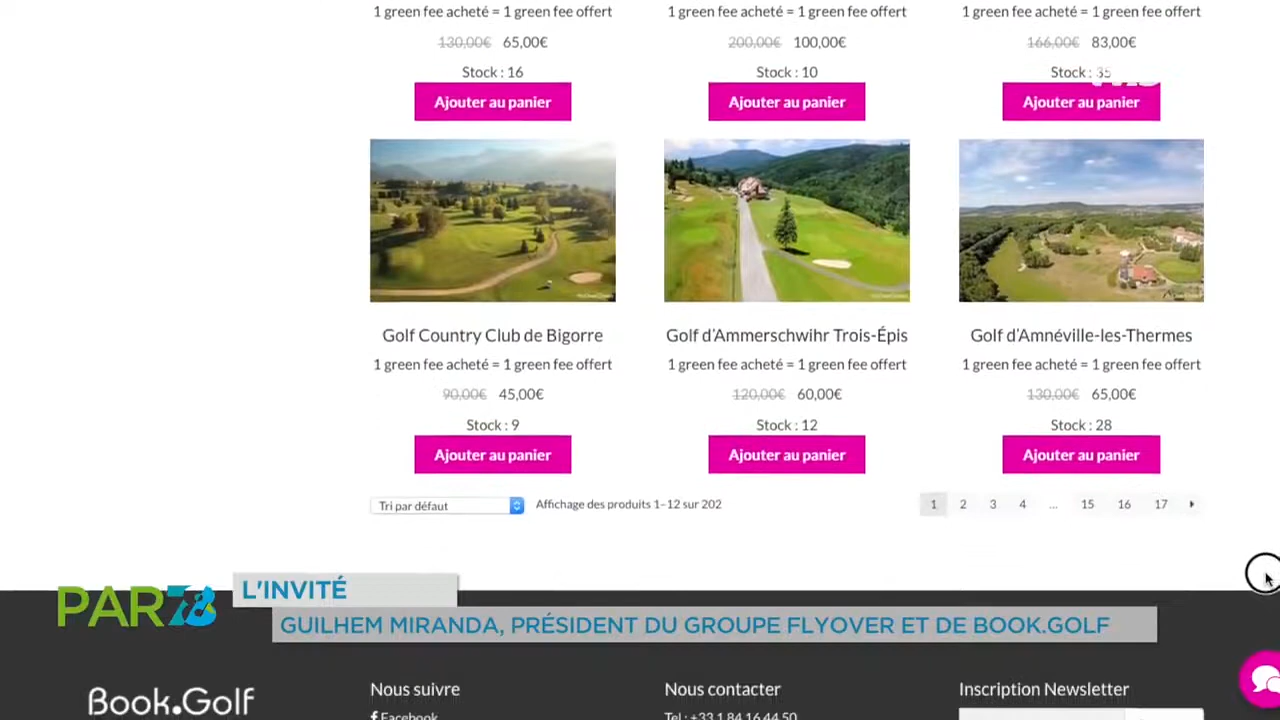 1 green fee acheté = 1 green fee offert
130,00€ 65,00€
Stock : 16
Ajouter au panier
1 green fee acheté = 1 green fee offert
200,00€ 100,00€
Stock : 10
Ajouter au panier
1 green fee acheté = 1 green fee offert
166,00€ 83,00€
Stock : 35
Ajouter au panier
Golf Country Club de Bigorre
1 green fee acheté = 1 green fee offert
90,00€ 45,00€
Stock : 9
Ajouter au panier
Golf d'Ammerschwihr Trois-Épis
1 green fee acheté = 1 green fee offert
120,00€ 60,00€
Stock : 12
Ajouter au panier
Golf d'Amnéville-les-Thermes
1 green fee acheté = 1 green fee offert
130,00€ 65,00€
Stock : 28
Ajouter au panier
Tri par défaut Affichage des produits 1–12 sur 202 1 2 3 4 ... 15 16 17
PAR78
L'INVITÉ
GUILHEM MIRANDA, PRÉSIDENT DU GROUPE FLYOVER ET DE BOOK.GOLF
Book.Golf
Nous suivre
Facebook
Nous contacter
Tel : +33 1 84 16 44 50
Inscription Newsletter